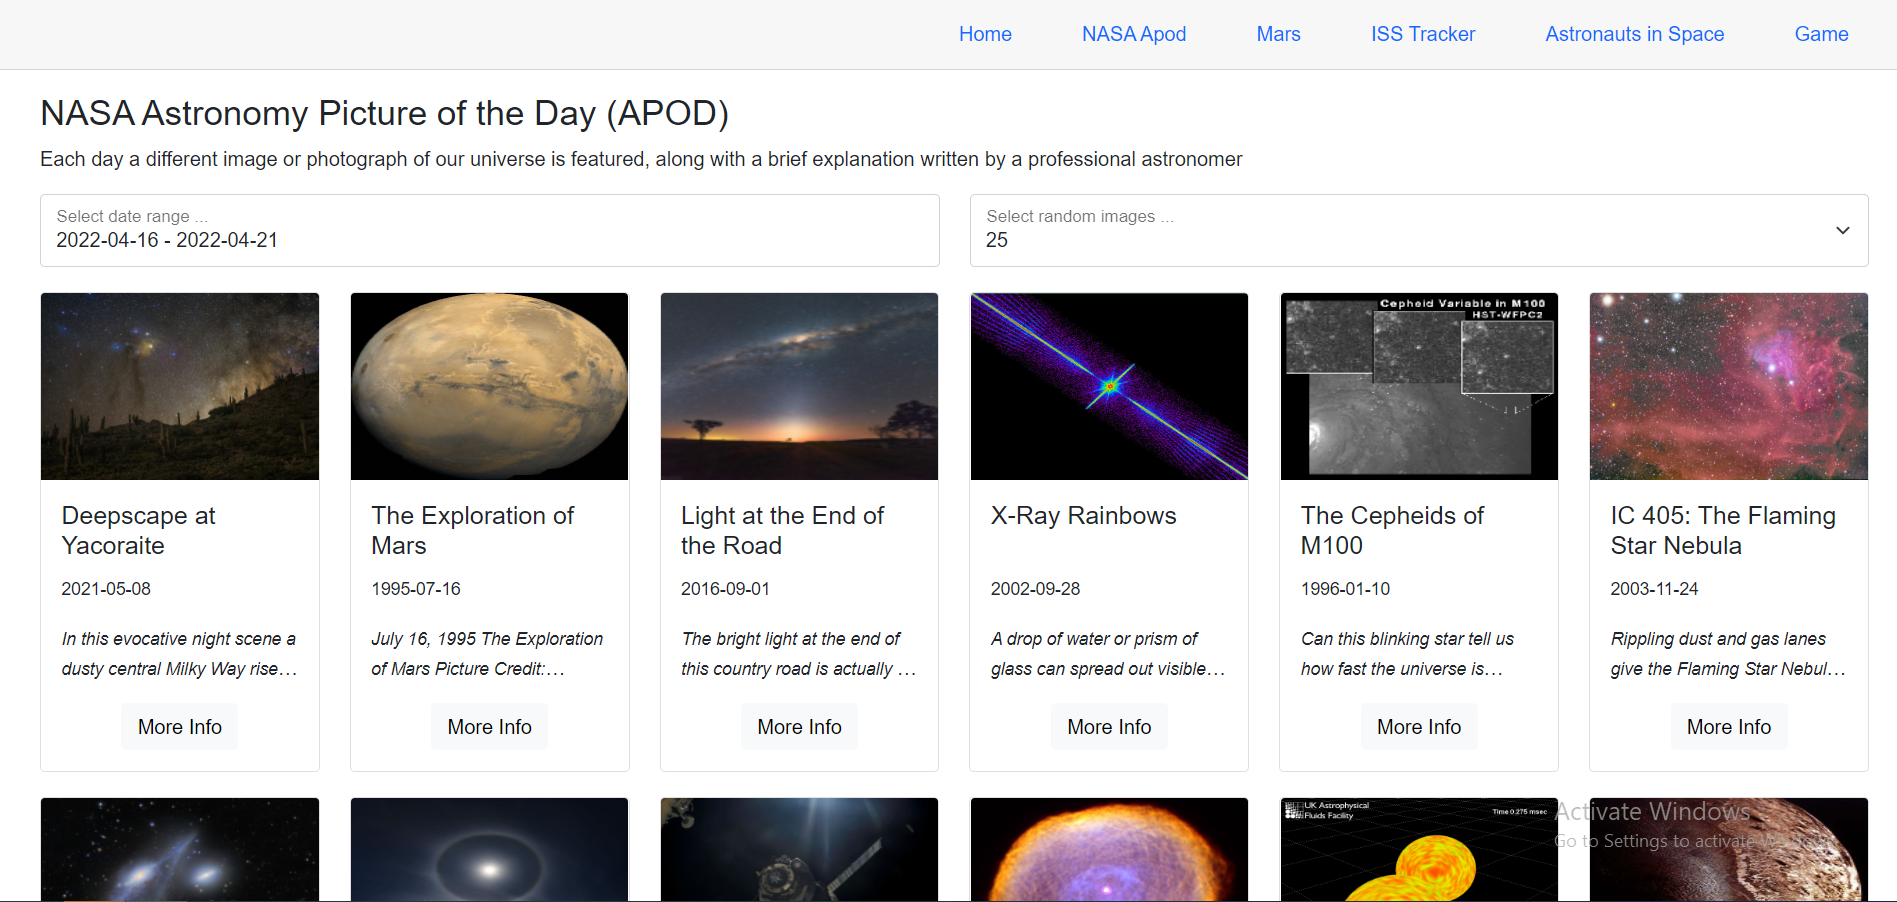 Home NASA Apod Mars ISS Tracker Astronauts in Space Game
NASA Astronomy Picture of the Day (APOD)
Each day a different image or photograph of our universe is featured, along with a brief explanation written by a professional astronomer
Select date range ...
2022-04-16 - 2022-04-21
Select random images ...
25
Deepscape at
Yacoraite
2021-05-08
In this evocative night scene a
dusty central Milky Way rise…
More Info
The Exploration of
Mars
1995-07-16
July 16, 1995 The Exploration
of Mars Picture Credit:…
More Info
Light at the End of
the Road
2016-09-01
The bright light at the end of
this country road is actually …
More Info
X-Ray Rainbows
2002-09-28
A drop of water or prism of
glass can spread out visible…
More Info
Cepheid Variable in M100
HST-WFPC2
The Cepheids of
M100
1996-01-10
Can this blinking star tell us
how fast the universe is…
More Info
IC 405: The Flaming
Star Nebula
2003-11-24
Rippling dust and gas lanes
give the Flaming Star Nebul…
More Info
UK Astrophysical
Fluids Facility
Time 0.275 msec
Activate Windows
Go to Settings to activate